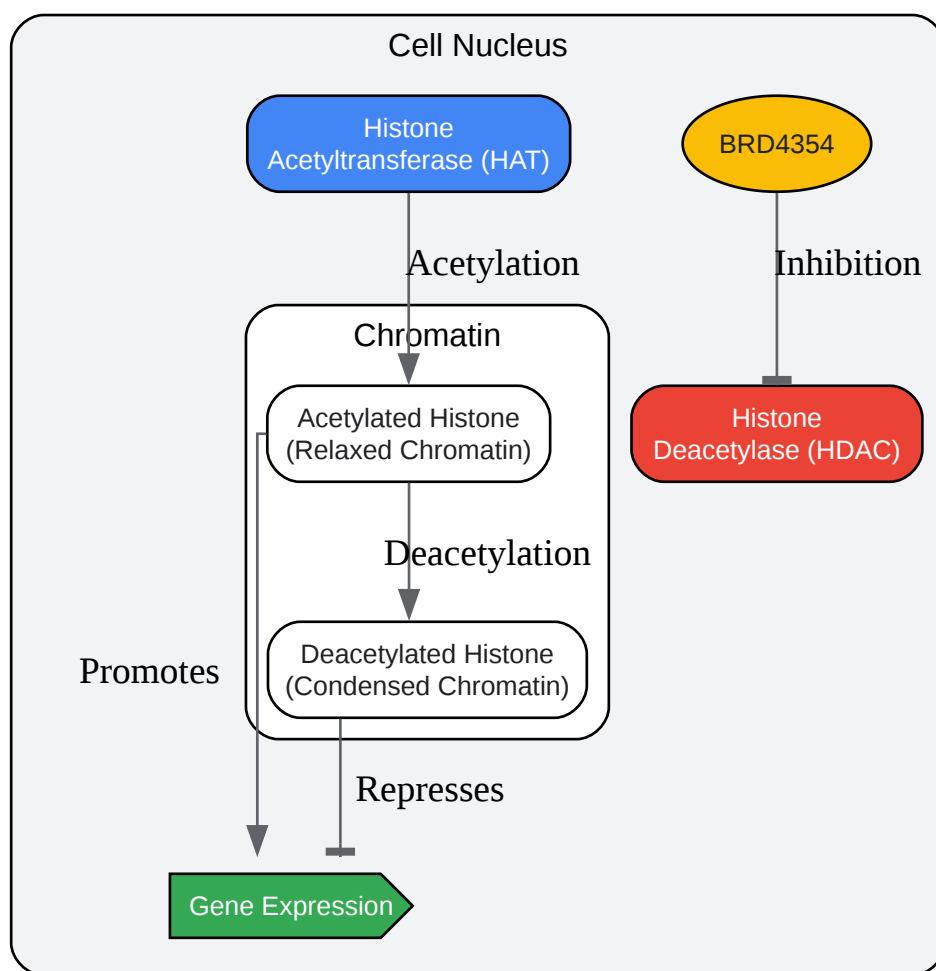 Cell Nucleus
Histone
Acetyltransferase (HAT)
BRD4354
Acetylation
Inhibition
Chromatin
Acetylated Histone
(Relaxed Chromatin)
Histone
Deacetylase (HDAC)
Deacetylation
Deacetylated Histone
(Condensed Chromatin)
Promotes
Represses
Gene Expression